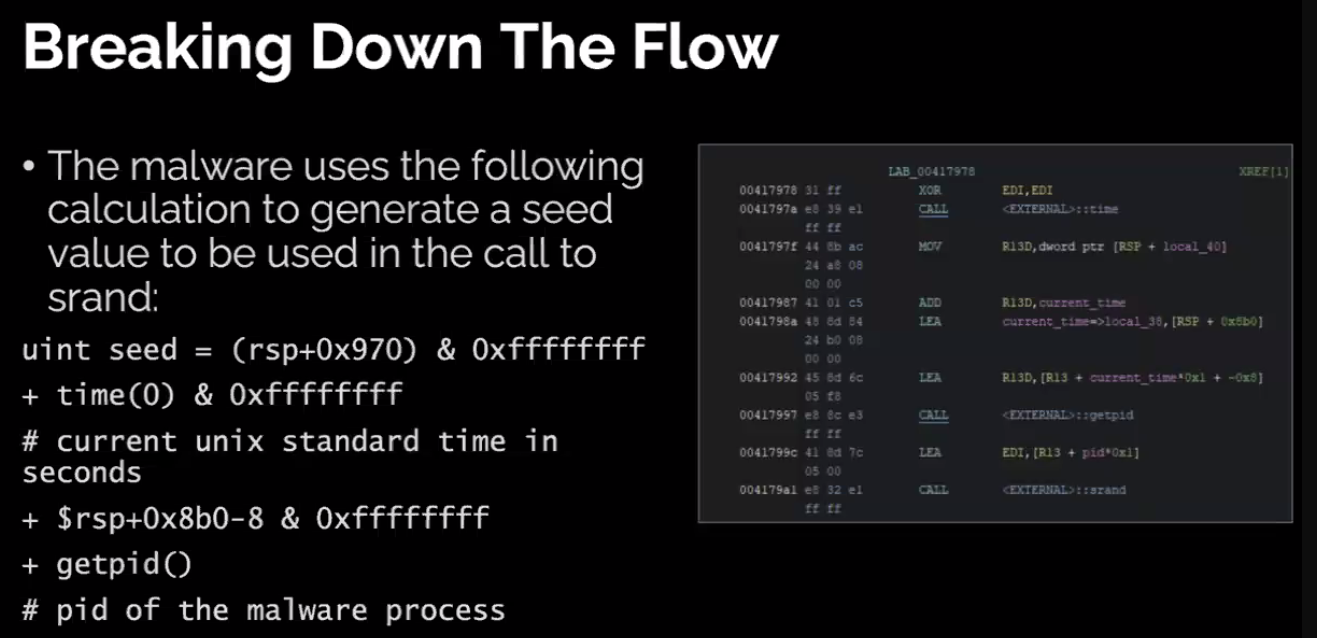 Breaking Down The Flow
• The malware uses the following
calculation to generate a seed
value to be used in the call to
srand:
uint seed = (rsp+0x970) & 0xffffffff
+ time(0) & 0xffffffff
# current unix standard time in
seconds
+ $rsp+0x8b0-8 & 0xffffffff
+ getpid()
# pid of the malware process
LAB_00417978 XREF[1]
00417978 31 ff XOR EDI,EDI
0041797a e8 39 e1 CALL <EXTERNAL>::time
ff ff
0041797f 44 8b ac MOV R13D,dword ptr [RSP + local_40]
24 a8 08
00 00
00417987 41 01 c5 ADD R13D,current_time
0041798a 48 8d 84 LEA current_time=>local_38,[RSP + 0x8b0]
24 b0 08
00 00
00417992 45 8d 6c LEA R13D,[R13 + current_time*0x1 + -0x8]
05 f8
00417997 e8 8c e3 CALL <EXTERNAL>::getpid
ff ff
0041799c 41 8d 7c LEA EDI,[R13 + pid*0x1]
05 00
004179a1 e8 32 e1 CALL <EXTERNAL>::srand
ff ff